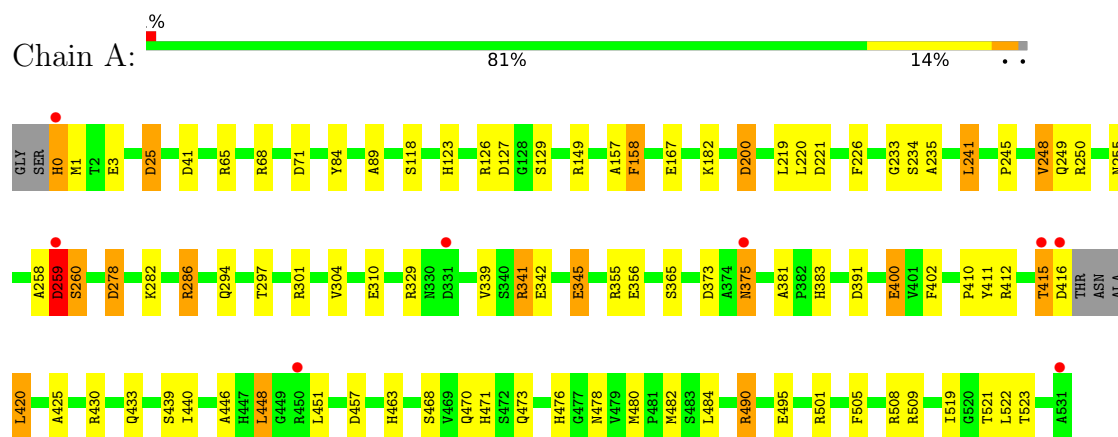 .%
Chain A:
81% 14% • •
GLY SER H0 M1 T2 E3 D25 D41 R65 R68 D71 Y84 A89 S118 H123 R126 D127 G128 S129 R149 A157 F158 E167 K182 D200 L219 L220 D221 F226 G233 S234 A235 L241 P245 V248 Q249 R250 N255
A258 D259 S260 D278 K282 R286 Q294 T297 R301 V304 E310 R329 N330 D331 V339 S340 R341 E342 E345 R355 E356 S365 D373 A374 N375 A381 P382 H383 D391 E400 V401 F402 P410 Y411 R412 T415 D416 THR ASN ALA
L420 A425 R430 Q433 S439 I440 A446 H447 L448 G449 R450 L451 D457 H463 S468 V469 Q470 H471 S472 Q473 H476 G477 N478 V479 M480 P481 M482 S483 L484 R490 E495 R501 F505 R508 R509 I519 G520 T521 L522 T523 A531